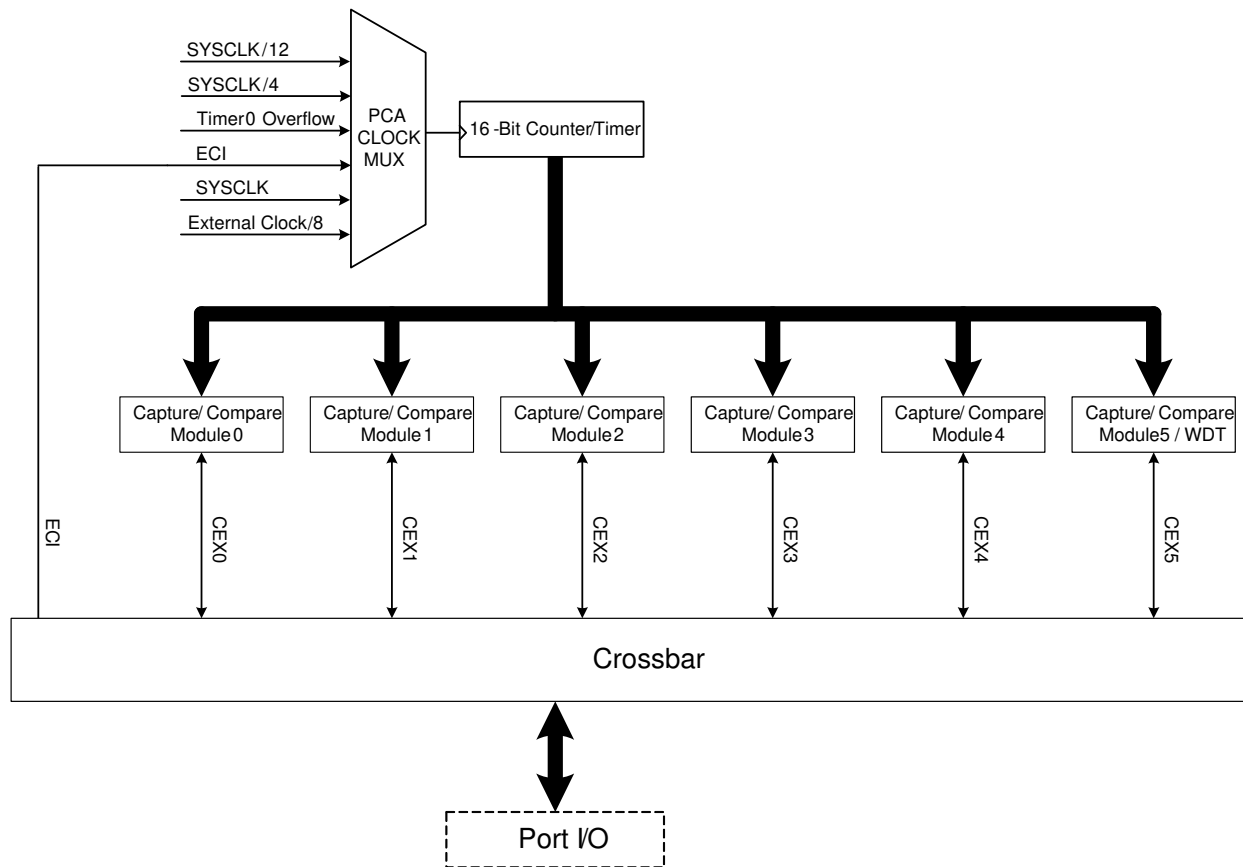 SYSCLK/12
SYSCLK/4
Timer0 Overflow
ECI
SYSCLK
External Clock/8
PCA
CLOCK
MUX
16-Bit Counter/Timer
Capture/Compare
Module0
Capture/Compare
Module1
Capture/Compare
Module2
Capture/Compare
Module3
Capture/Compare
Module4
Capture/Compare
Module5 / WDT
ECI
CEX0
CEX1
CEX2
CEX3
CEX4
CEX5
Crossbar
Port I/O